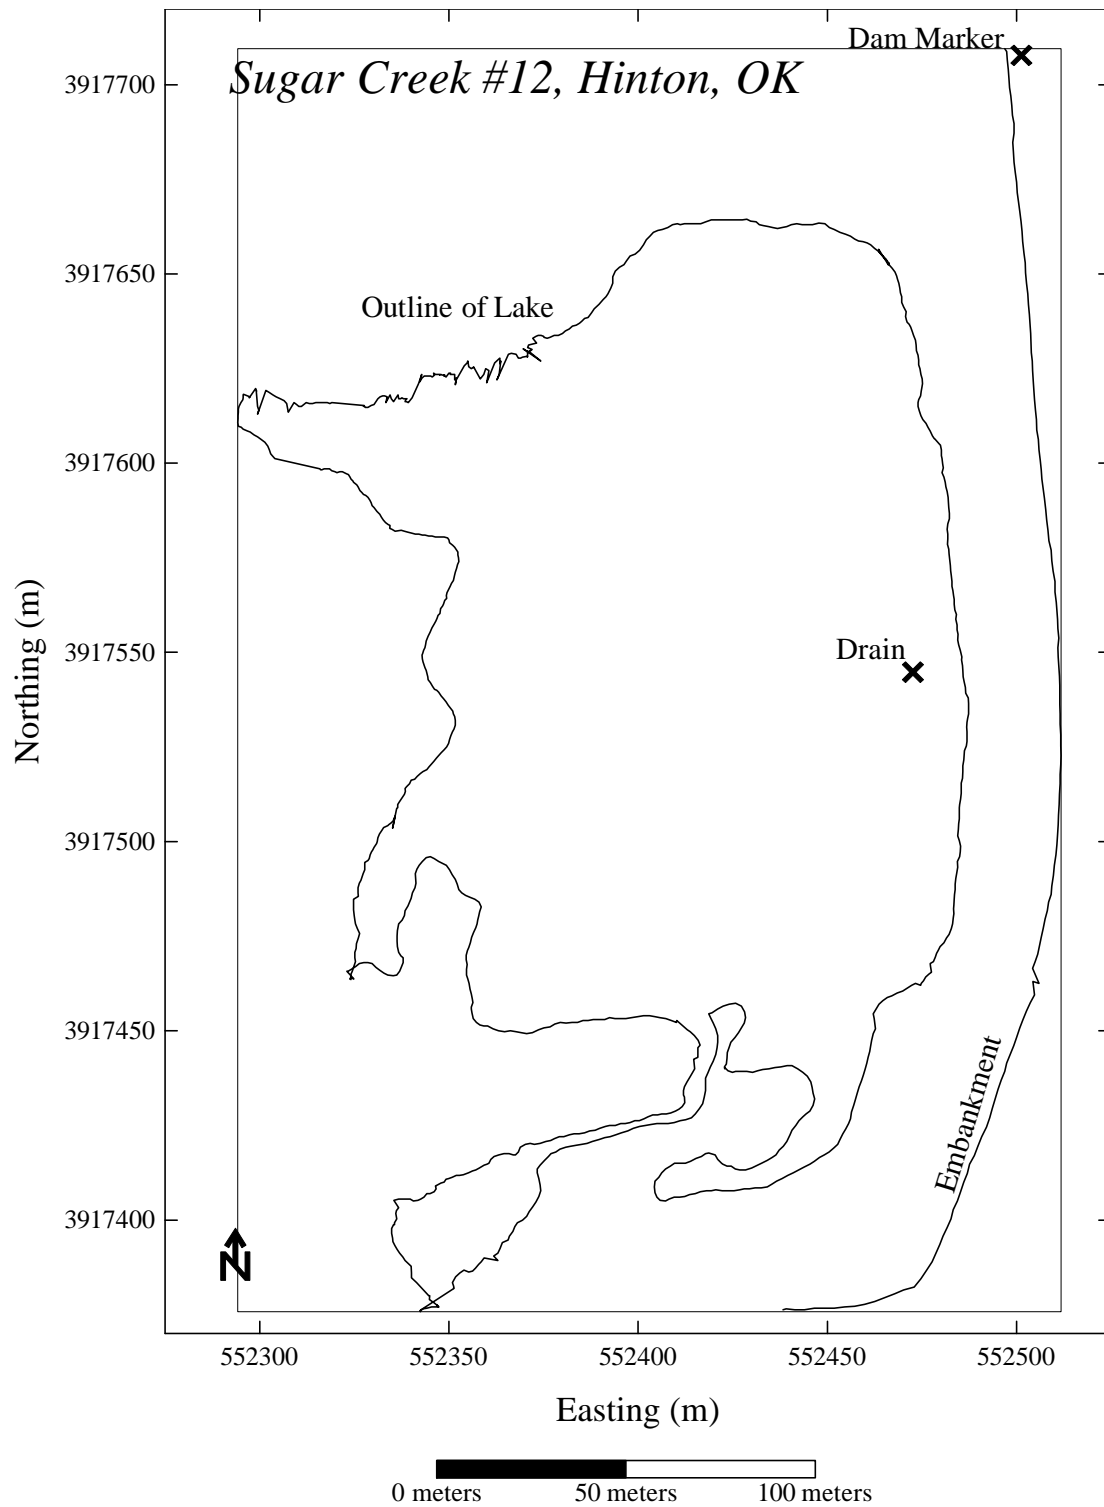 Dam Marker
Sugar Creek #12, Hinton, OK
3917700
3917650
Outline of Lake
3917600
Northing (m)
3917550
Drain
3917500
3917450
Embankment
3917400
N
552300 552350 552400 552450 552500
Easting (m)
0 meters 50 meters 100 meters